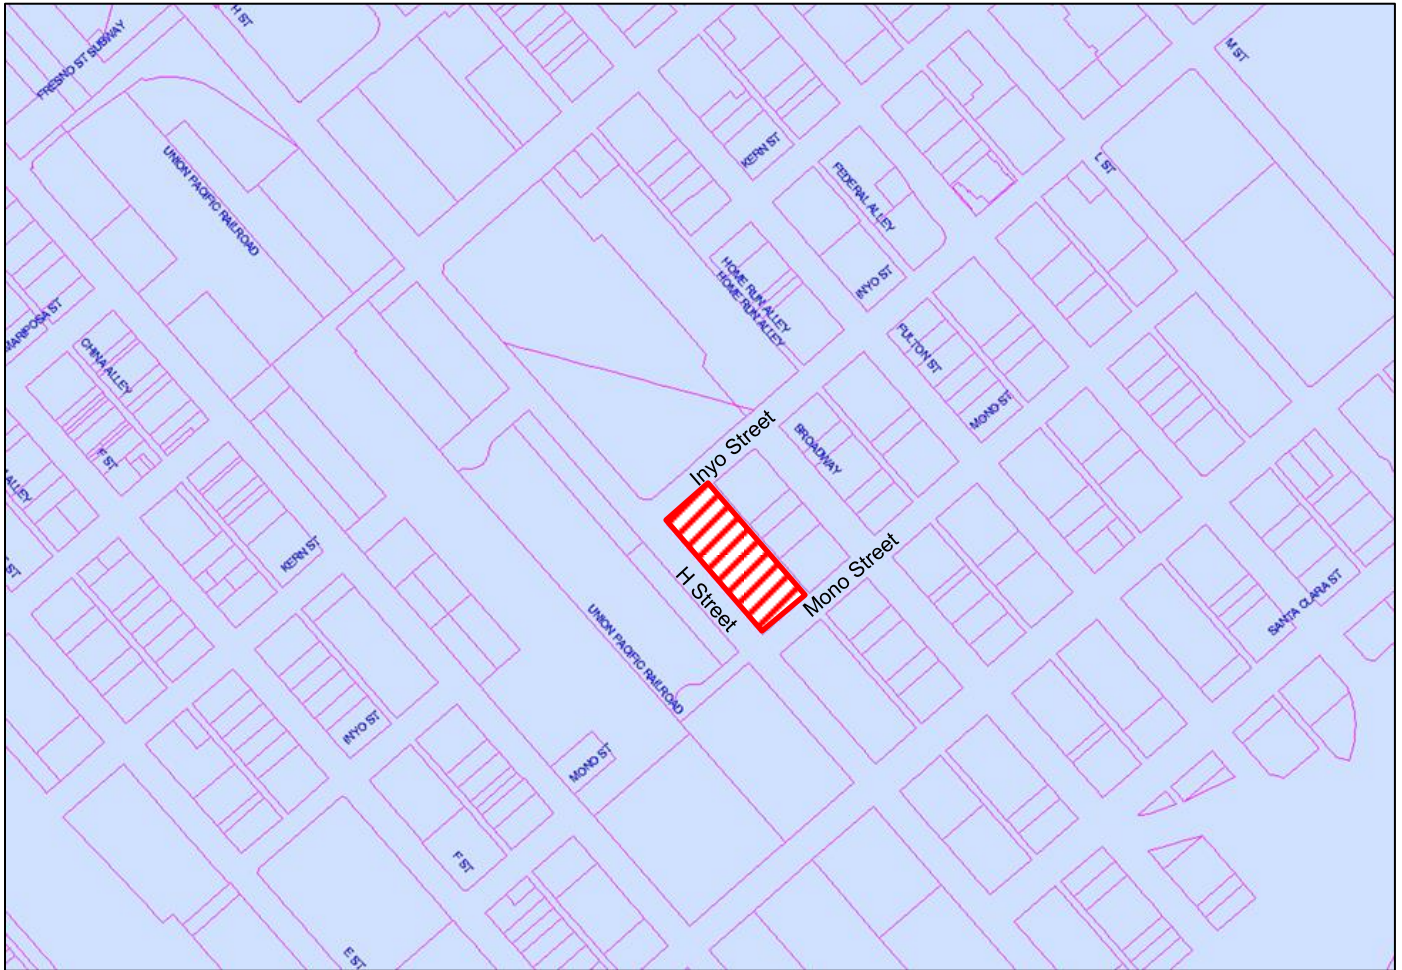 H ST
FRESNO ST SUBWAY
M ST
KERN ST
L ST
UNION PACIFIC RAILROAD
FEDERAL ALLEY
HOME RUN ALLEY
HOME RUN ALLEY
INYO ST
MARIPOSA ST
CHINA ALLEY
FULTON ST
MONO ST
Inyo Street
BROADWAY
F ST
ALLEY
KERN ST
ST
H Street
Mono Street
SANTA CLARA ST
UNION PACIFIC RAILROAD
INYO ST
MONO ST
F ST
E ST